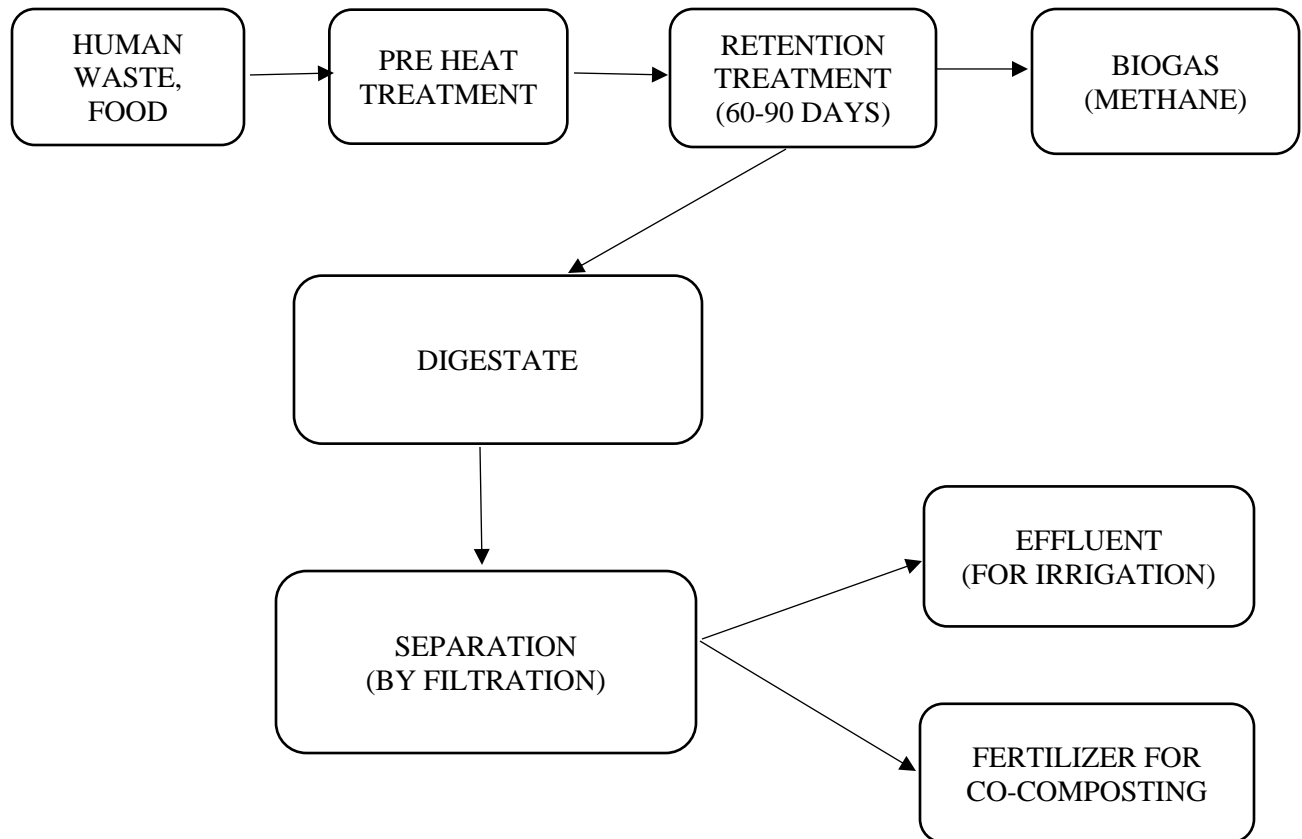 HUMAN
WASTE,
FOOD
PRE HEAT
TREATMENT
RETENTION
TREATMENT
(60-90 DAYS)
BIOGAS
(METHANE)
DIGESTATE
SEPARATION
(BY FILTRATION)
EFFLUENT
(FOR IRRIGATION)
FERTILIZER FOR
CO-COMPOSTING